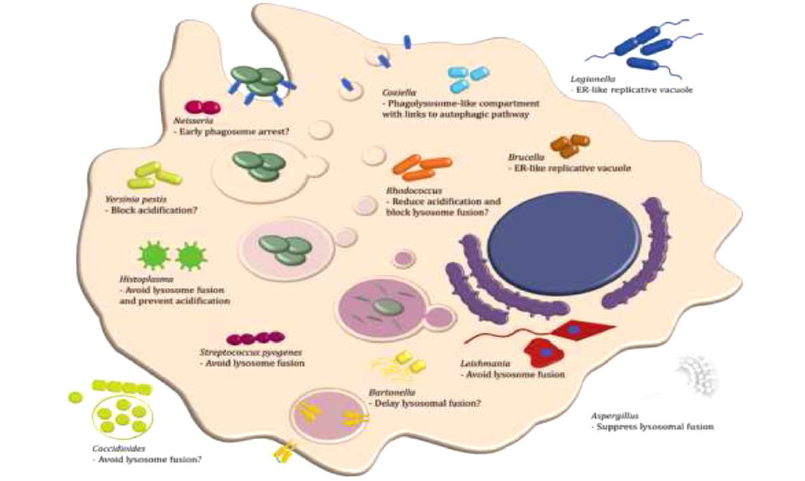 Legionella
- ER-like replicative vacuole
Coxiella
- Phagolysosome-like compartment
with links to autophagic pathway
Neisseria
- Early phagosome arrest?
Brucella
- ER-like replicative vacuole
Rhodococcus
- Reduce acidification and
block lysosome fusion?
Yersinia pestis
- Block acidification?
Histoplasma
- Avoid lysosome fusion
and prevent acidification
Streptococcus pyogenes
- Avoid lysosome fusion
Leishmania
- Avoid lysosome fusion
Bartonella
- Delay lysosomal fusion?
Aspergillus
- Suppress lysosomal fusion
Coccidioides
- Avoid lysosome fusion?